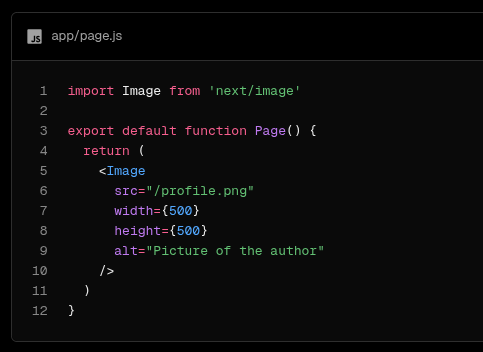 JS app/page.js
1 import Image from 'next/image'
2
3 export default function Page() {
4   return (
5     <Image
6       src="/profile.png"
7       width={500}
8       height={500}
9       alt="Picture of the author"
10     />
11   )
12 }